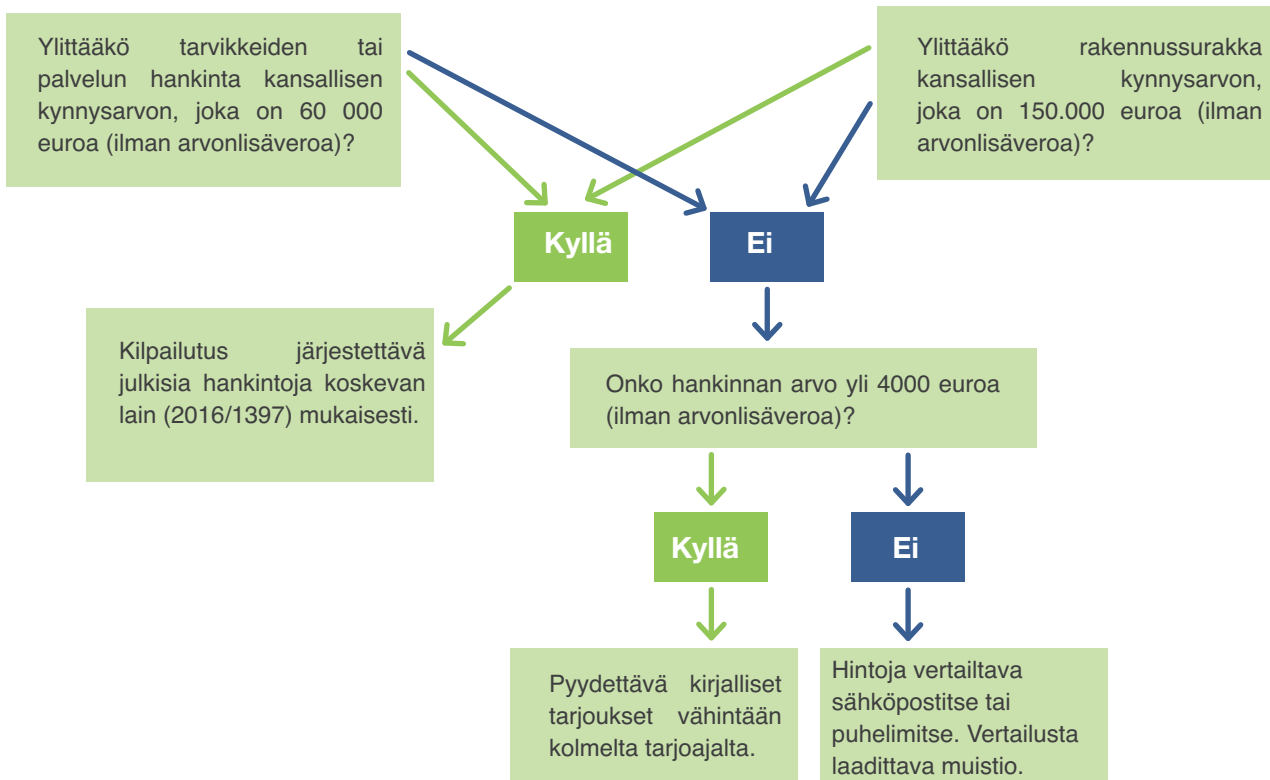 Ylittääkö tarvikkeiden tai
palvelun hankinta kansallisen
kynnysarvon, joka on 60 000
euroa (ilman arvonlisäveroa)?
Ylittääkö rakennussurakka
kansallisen kynnysarvon,
joka on 150.000 euroa (ilman
arvonlisäveroa)?
Kyllä
Ei
Kilpailutus järjestettävä
julkisia hankintoja koskevan
lain (2016/1397) mukaisesti.
Onko hankinnan arvo yli 4000 euroa
(ilman arvonlisäveroa)?
Kyllä
Ei
Pyydettävä kirjalliset
tarjoukset vähintään
kolmelta tarjoajalta.
Hintoja vertailtava
sähköpostitse tai
puhelimitse. Vertailusta
laadittava muistio.